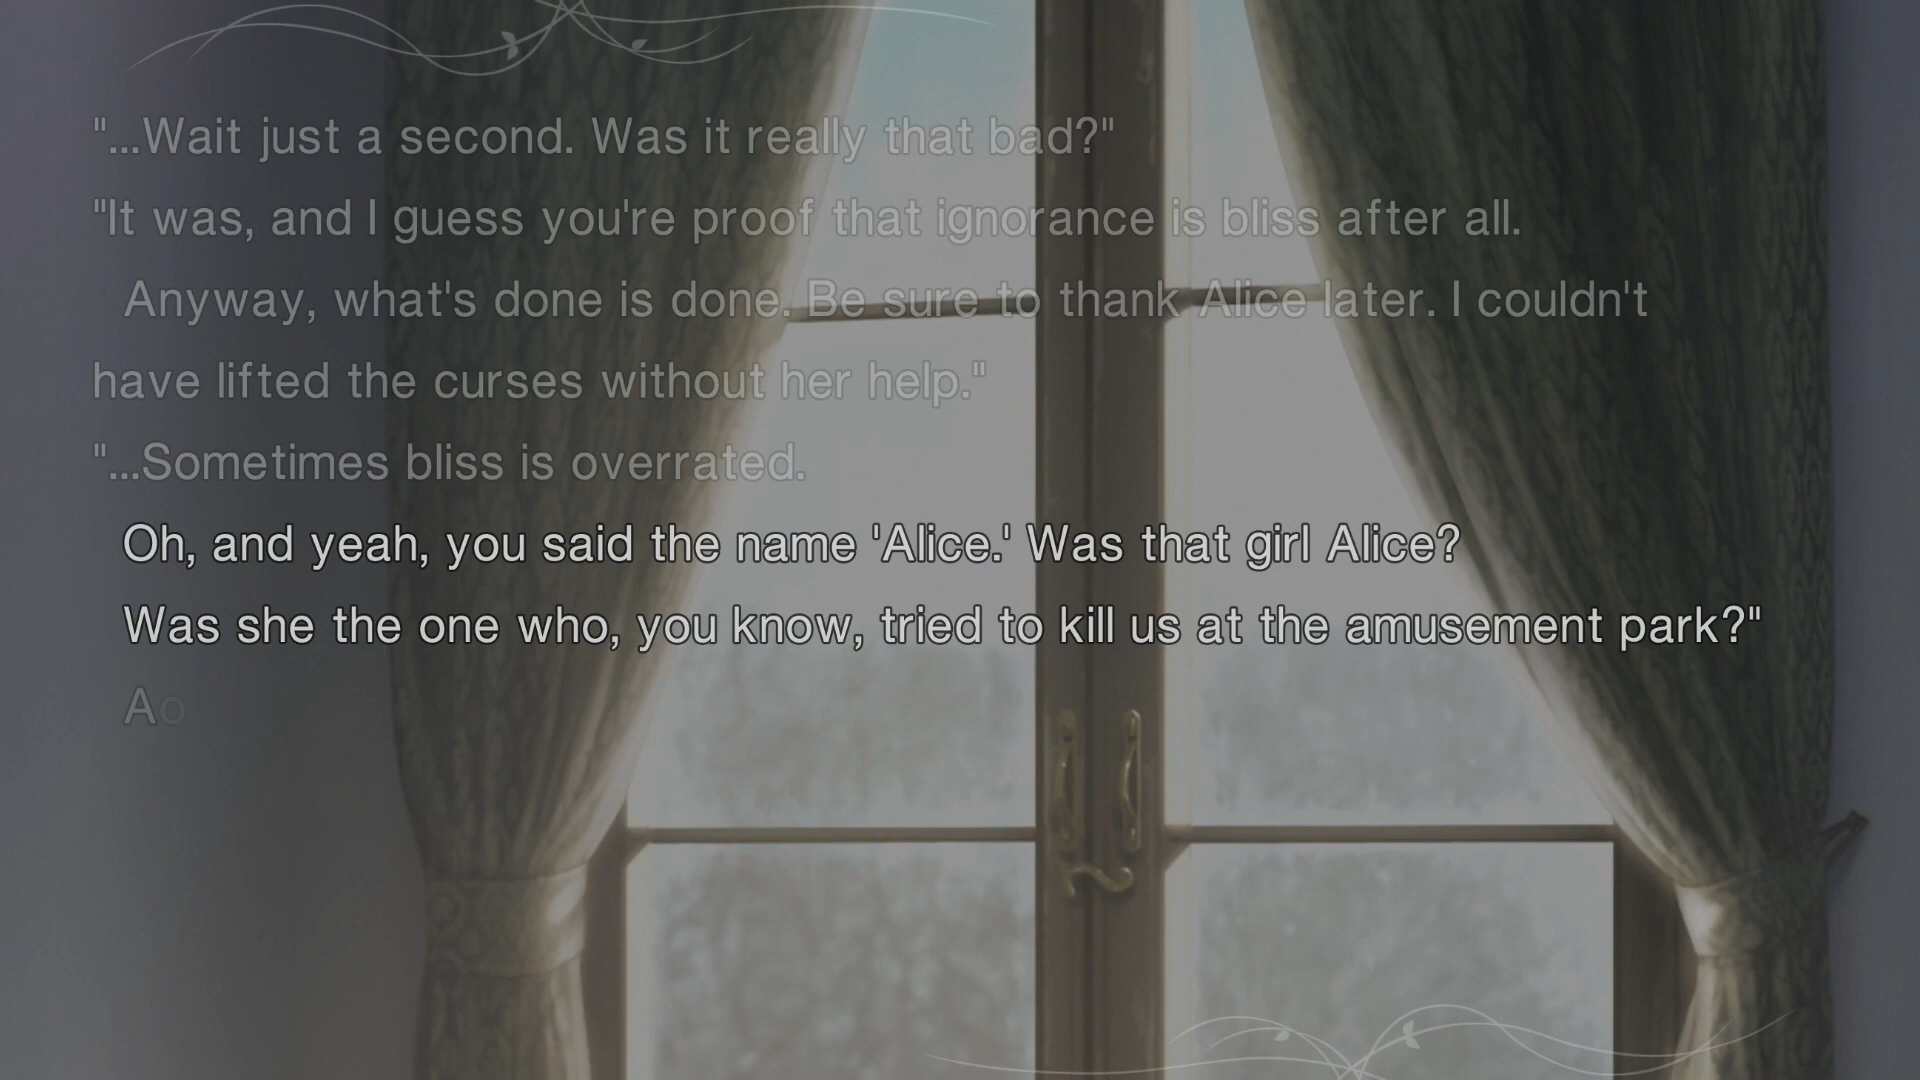 "...Wait just a second. Was it really that bad?"
"It was, and I guess you're proof that ignorance is bliss after all.
Anyway, what's done is done. Be sure to thank Alice later. I couldn't
have lifted the curses without her help."
"...Sometimes bliss is overrated.
Oh, and yeah, you said the name 'Alice.' Was that girl Alice?
Was she the one who, you know, tried to kill us at the amusement park?"
Ao